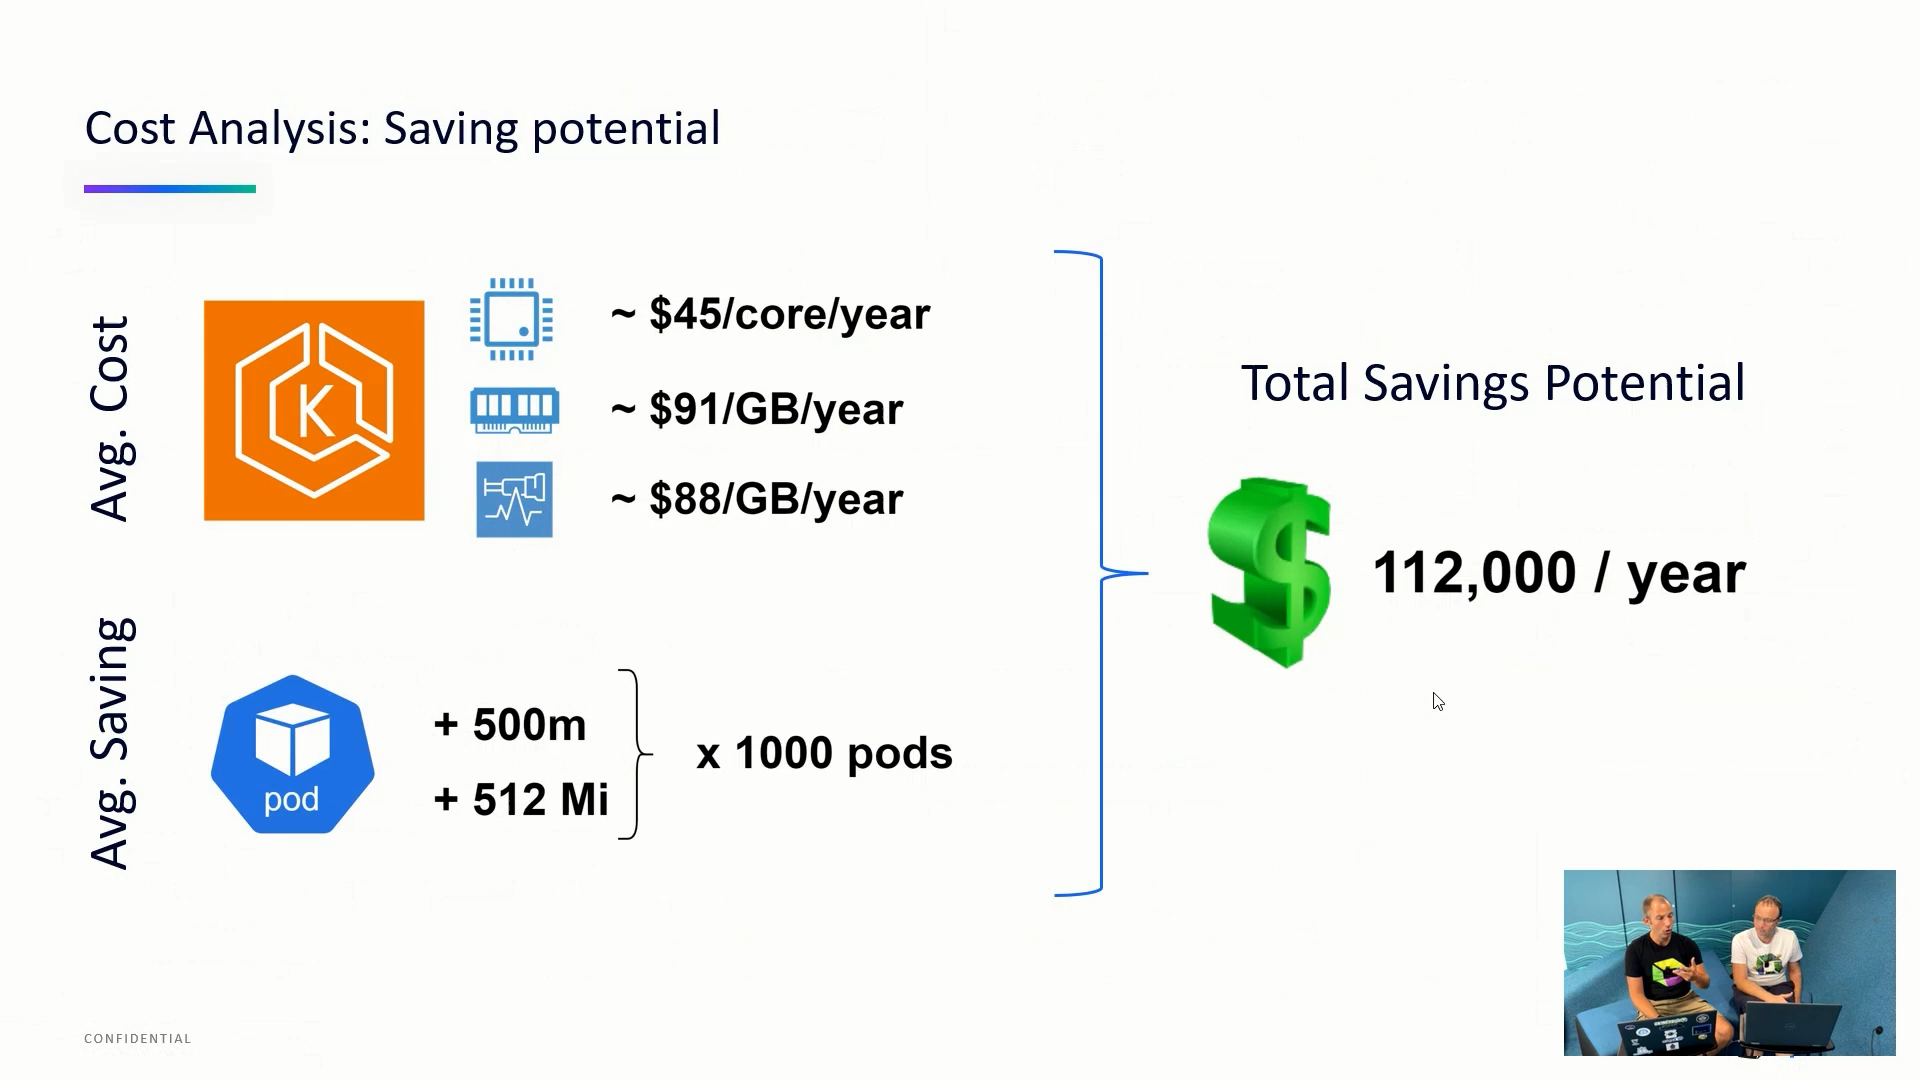 Cost Analysis: Saving potential
Avg. Cost
K
~ $45/core/year
~ $91/GB/year
~ $88/GB/year
Avg. Saving
pod
+ 500m
+ 512 Mi
x 1000 pods
Total Savings Potential
$ 112,000 / year
CONFIDENTIAL